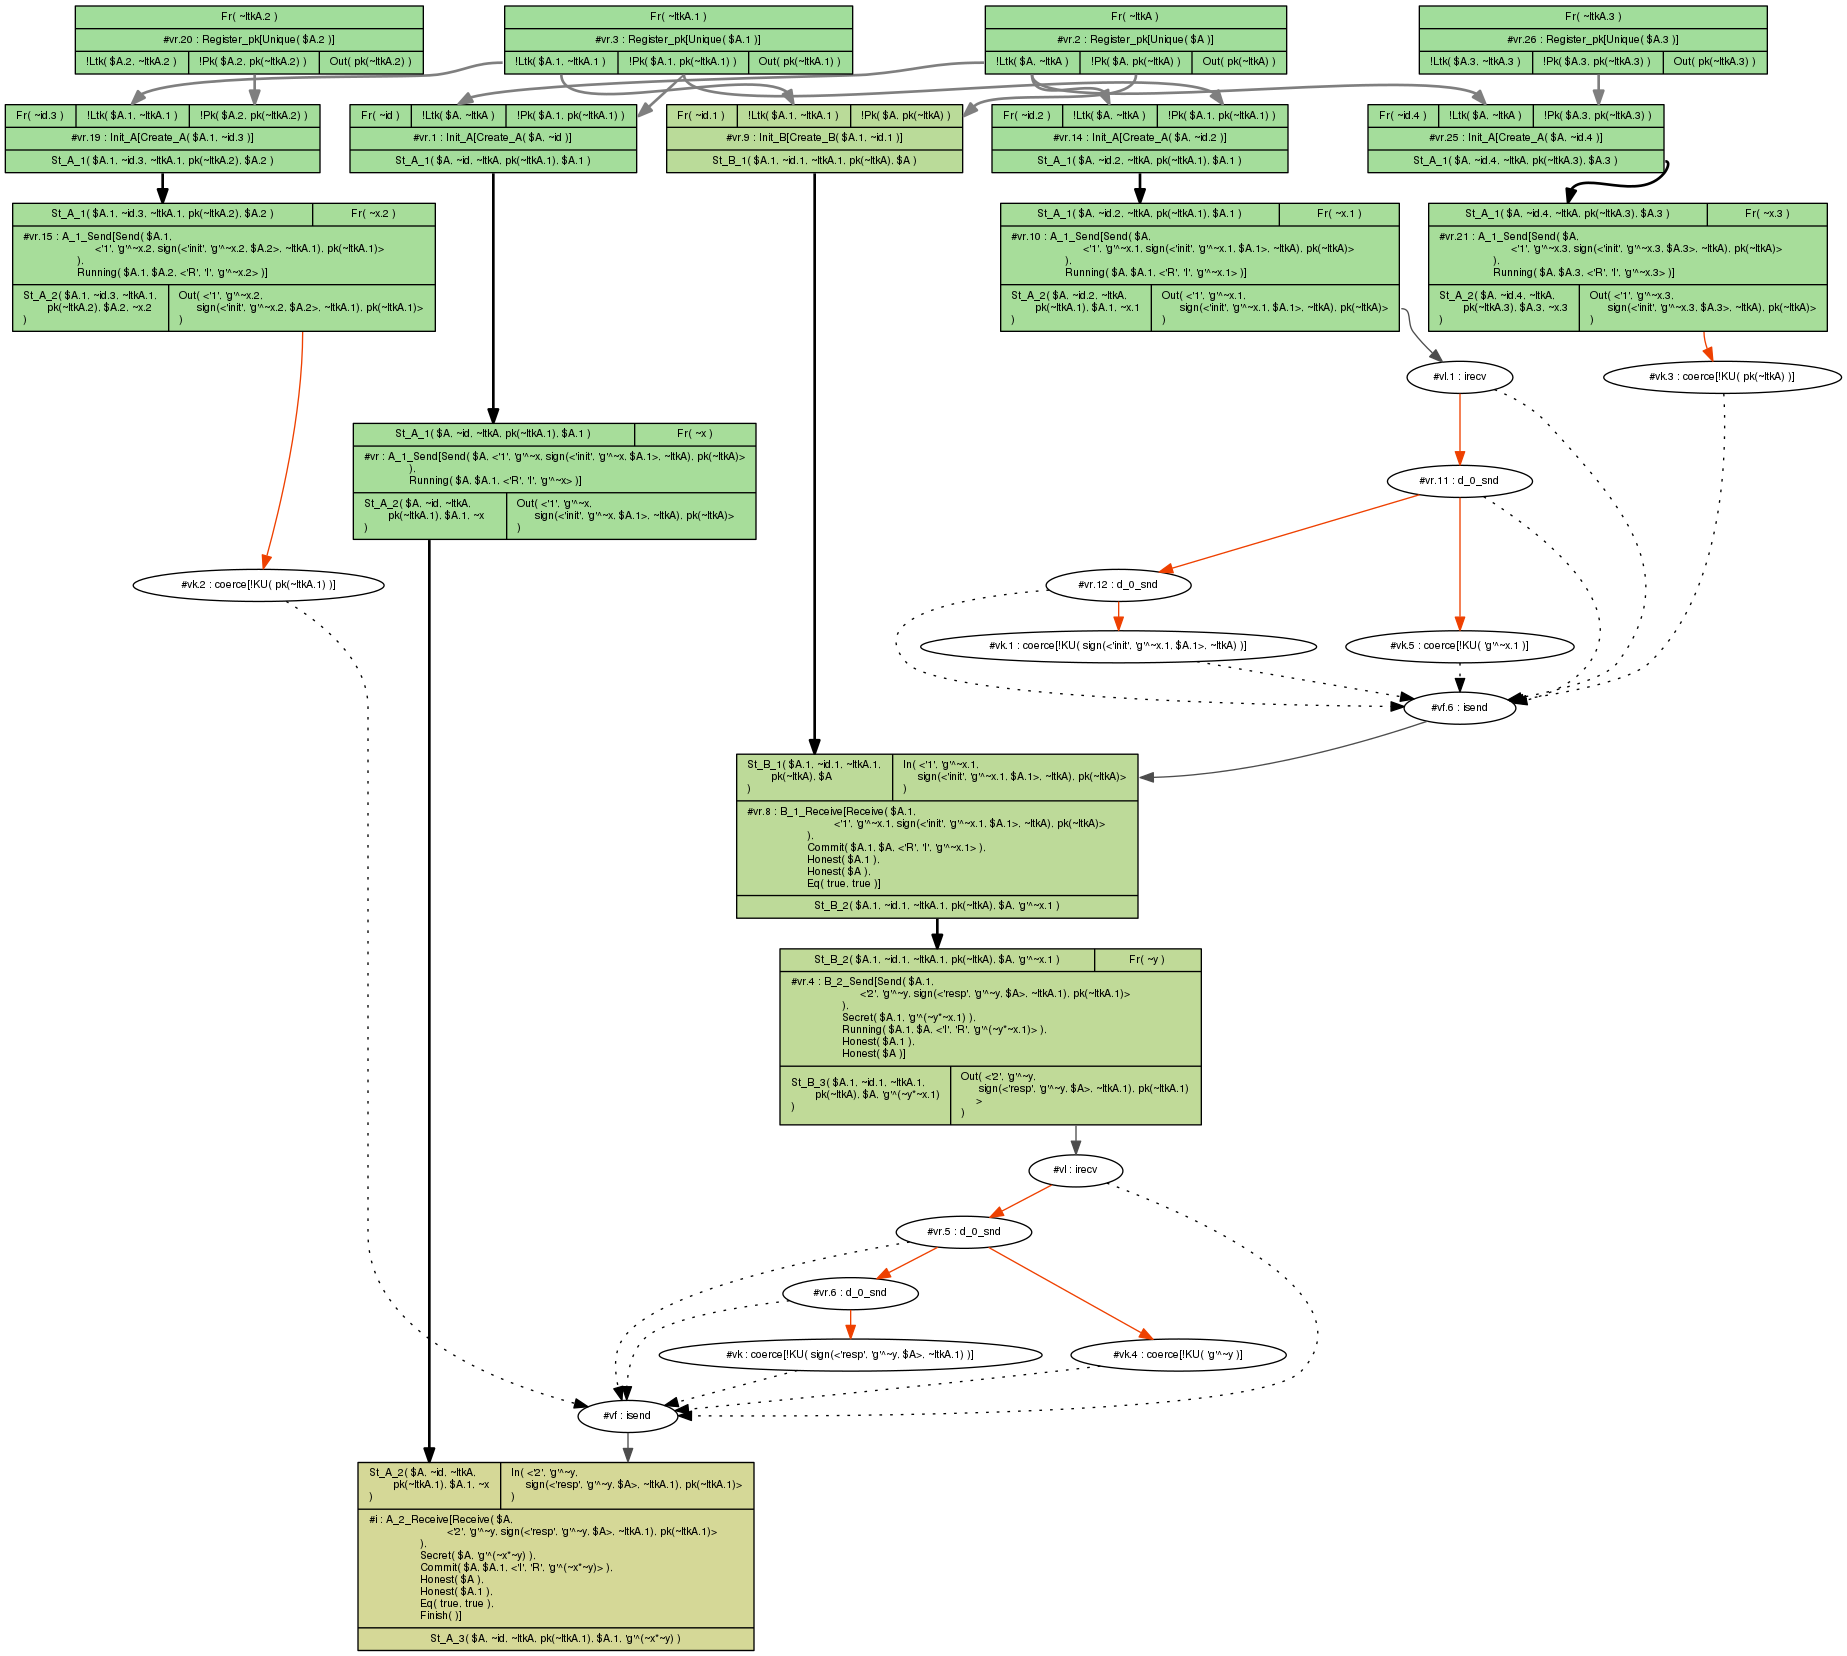 Fr( ~ltkA.2 )
#vr.20 : Register_pk[Unique( $A.2 )]
!Ltk( $A.2, ~ltkA.2 )
!Pk( $A.2, pk(~ltkA.2) )
Out( pk(~ltkA.2) )
Fr( ~ltkA.1 )
#vr.3 : Register_pk[Unique( $A.1 )]
!Ltk( $A.1, ~ltkA.1 )
!Pk( $A.1, pk(~ltkA.1) )
Out( pk(~ltkA.1) )
Fr( ~ltkA )
#vr.2 : Register_pk[Unique( $A )]
!Ltk( $A, ~ltkA )
!Pk( $A, pk(~ltkA) )
Out( pk(~ltkA) )
Fr( ~ltkA.3 )
#vr.26 : Register_pk[Unique( $A.3 )]
!Ltk( $A.3, ~ltkA.3 )
!Pk( $A.3, pk(~ltkA.3) )
Out( pk(~ltkA.3) )
Fr( ~id.3 )
!Ltk( $A.1, ~ltkA.1 )
!Pk( $A.2, pk(~ltkA.2) )
#vr.19 : Init_A[Create_A( $A.1, ~id.3 )]
St_A_1( $A.1, ~id.3, ~ltkA.1, pk(~ltkA.2), $A.2 )
Fr( ~id )
!Ltk( $A, ~ltkA )
!Pk( $A.1, pk(~ltkA.1) )
#vr.1 : Init_A[Create_A( $A, ~id )]
St_A_1( $A, ~id, ~ltkA, pk(~ltkA.1), $A.1 )
Fr( ~id.1 )
!Ltk( $A.1, ~ltkA.1 )
!Pk( $A, pk(~ltkA) )
#vr.9 : Init_B[Create_B( $A.1, ~id.1 )]
St_B_1( $A.1, ~id.1, ~ltkA.1, pk(~ltkA), $A )
Fr( ~id.2 )
!Ltk( $A, ~ltkA )
!Pk( $A.1, pk(~ltkA.1) )
#vr.14 : Init_A[Create_A( $A, ~id.2 )]
St_A_1( $A, ~id.2, ~ltkA, pk(~ltkA.1), $A.1 )
Fr( ~id.4 )
!Ltk( $A, ~ltkA )
!Pk( $A.3, pk(~ltkA.3) )
#vr.25 : Init_A[Create_A( $A, ~id.4 )]
St_A_1( $A, ~id.4, ~ltkA, pk(~ltkA.3), $A.3 )
St_A_1( $A.1, ~id.3, ~ltkA.1, pk(~ltkA.2), $A.2 )
Fr( ~x.2 )
#vr.15 : A_1_Send[Send( $A.1,
<'1', 'g'^~x.2, sign(<'init', 'g'^~x.2, $A.2>, ~ltkA.1), pk(~ltkA.1)>
),
Running( $A.1, $A.2, <'R', 'I', 'g'^~x.2> )]
St_A_2( $A.1, ~id.3, ~ltkA.1,
pk(~ltkA.2), $A.2, ~x.2
)
Out( <'1', 'g'^~x.2,
sign(<'init', 'g'^~x.2, $A.2>, ~ltkA.1), pk(~ltkA.1)>
)
St_A_1( $A, ~id.2, ~ltkA, pk(~ltkA.1), $A.1 )
Fr( ~x.1 )
#vr.10 : A_1_Send[Send( $A,
<'1', 'g'^~x.1, sign(<'init', 'g'^~x.1, $A.1>, ~ltkA), pk(~ltkA)>
),
Running( $A, $A.1, <'R', 'I', 'g'^~x.1> )]
St_A_2( $A, ~id.2, ~ltkA,
pk(~ltkA.1), $A.1, ~x.1
)
Out( <'1', 'g'^~x.1,
sign(<'init', 'g'^~x.1, $A.1>, ~ltkA), pk(~ltkA)>
)
St_A_1( $A, ~id.4, ~ltkA, pk(~ltkA.3), $A.3 )
Fr( ~x.3 )
#vr.21 : A_1_Send[Send( $A,
<'1', 'g'^~x.3, sign(<'init', 'g'^~x.3, $A.3>, ~ltkA), pk(~ltkA)>
),
Running( $A, $A.3, <'R', 'I', 'g'^~x.3> )]
St_A_2( $A, ~id.4, ~ltkA,
pk(~ltkA.3), $A.3, ~x.3
)
Out( <'1', 'g'^~x.3,
sign(<'init', 'g'^~x.3, $A.3>, ~ltkA), pk(~ltkA)>
)
#vl.1 : irecv
#vk.3 : coerce[!KU( pk(~ltkA) )]
St_A_1( $A, ~id, ~ltkA, pk(~ltkA.1), $A.1 )
Fr( ~x )
#vr : A_1_Send[Send( $A, <'1', 'g'^~x, sign(<'init', 'g'^~x, $A.1>, ~ltkA), pk(~ltkA)>
),
Running( $A, $A.1, <'R', 'I', 'g'^~x> )]
St_A_2( $A, ~id, ~ltkA,
pk(~ltkA.1), $A.1, ~x
)
Out( <'1', 'g'^~x,
sign(<'init', 'g'^~x, $A.1>, ~ltkA), pk(~ltkA)>
)
#vr.11 : d_0_snd
#vk.2 : coerce[!KU( pk(~ltkA.1) )]
#vr.12 : d_0_snd
#vk.1 : coerce[!KU( sign(<'init', 'g'^~x.1, $A.1>, ~ltkA) )]
#vk.5 : coerce[!KU( 'g'^~x.1 )]
#vf.6 : isend
St_B_1( $A.1, ~id.1, ~ltkA.1,
pk(~ltkA), $A
)
In( <'1', 'g'^~x.1,
sign(<'init', 'g'^~x.1, $A.1>, ~ltkA), pk(~ltkA)>
)
#vr.8 : B_1_Receive[Receive( $A.1,
<'1', 'g'^~x.1, sign(<'init', 'g'^~x.1, $A.1>, ~ltkA), pk(~ltkA)>
),
Commit( $A.1, $A, <'R', 'I', 'g'^~x.1> ),
Honest( $A.1 ),
Honest( $A ),
Eq( true, true )]
St_B_2( $A.1, ~id.1, ~ltkA.1, pk(~ltkA), $A, 'g'^~x.1 )
St_B_2( $A.1, ~id.1, ~ltkA.1, pk(~ltkA), $A, 'g'^~x.1 )
Fr( ~y )
#vr.4 : B_2_Send[Send( $A.1,
<'2', 'g'^~y, sign(<'resp', 'g'^~y, $A>, ~ltkA.1), pk(~ltkA.1)>
),
Secret( $A.1, 'g'^(~y*~x.1) ),
Running( $A.1, $A, <'I', 'R', 'g'^(~y*~x.1)> ),
Honest( $A.1 ),
Honest( $A )]
St_B_3( $A.1, ~id.1, ~ltkA.1,
pk(~ltkA), $A, 'g'^(~y*~x.1)
)
Out( <'2', 'g'^~y,
sign(<'resp', 'g'^~y, $A>, ~ltkA.1), pk(~ltkA.1)
>
)
#vl : irecv
#vr.5 : d_0_snd
#vr.6 : d_0_snd
#vk : coerce[!KU( sign(<'resp', 'g'^~y, $A>, ~ltkA.1) )]
#vk.4 : coerce[!KU( 'g'^~y )]
#vf : isend
St_A_2( $A, ~id, ~ltkA,
pk(~ltkA.1), $A.1, ~x
)
In( <'2', 'g'^~y,
sign(<'resp', 'g'^~y, $A>, ~ltkA.1), pk(~ltkA.1)>
)
#i : A_2_Receive[Receive( $A,
<'2', 'g'^~y, sign(<'resp', 'g'^~y, $A>, ~ltkA.1), pk(~ltkA.1)>
),
Secret( $A, 'g'^(~x*~y) ),
Commit( $A, $A.1, <'I', 'R', 'g'^(~x*~y)> ),
Honest( $A ),
Honest( $A.1 ),
Eq( true, true ),
Finish( )]
St_A_3( $A, ~id, ~ltkA, pk(~ltkA.1), $A.1, 'g'^(~x*~y) )